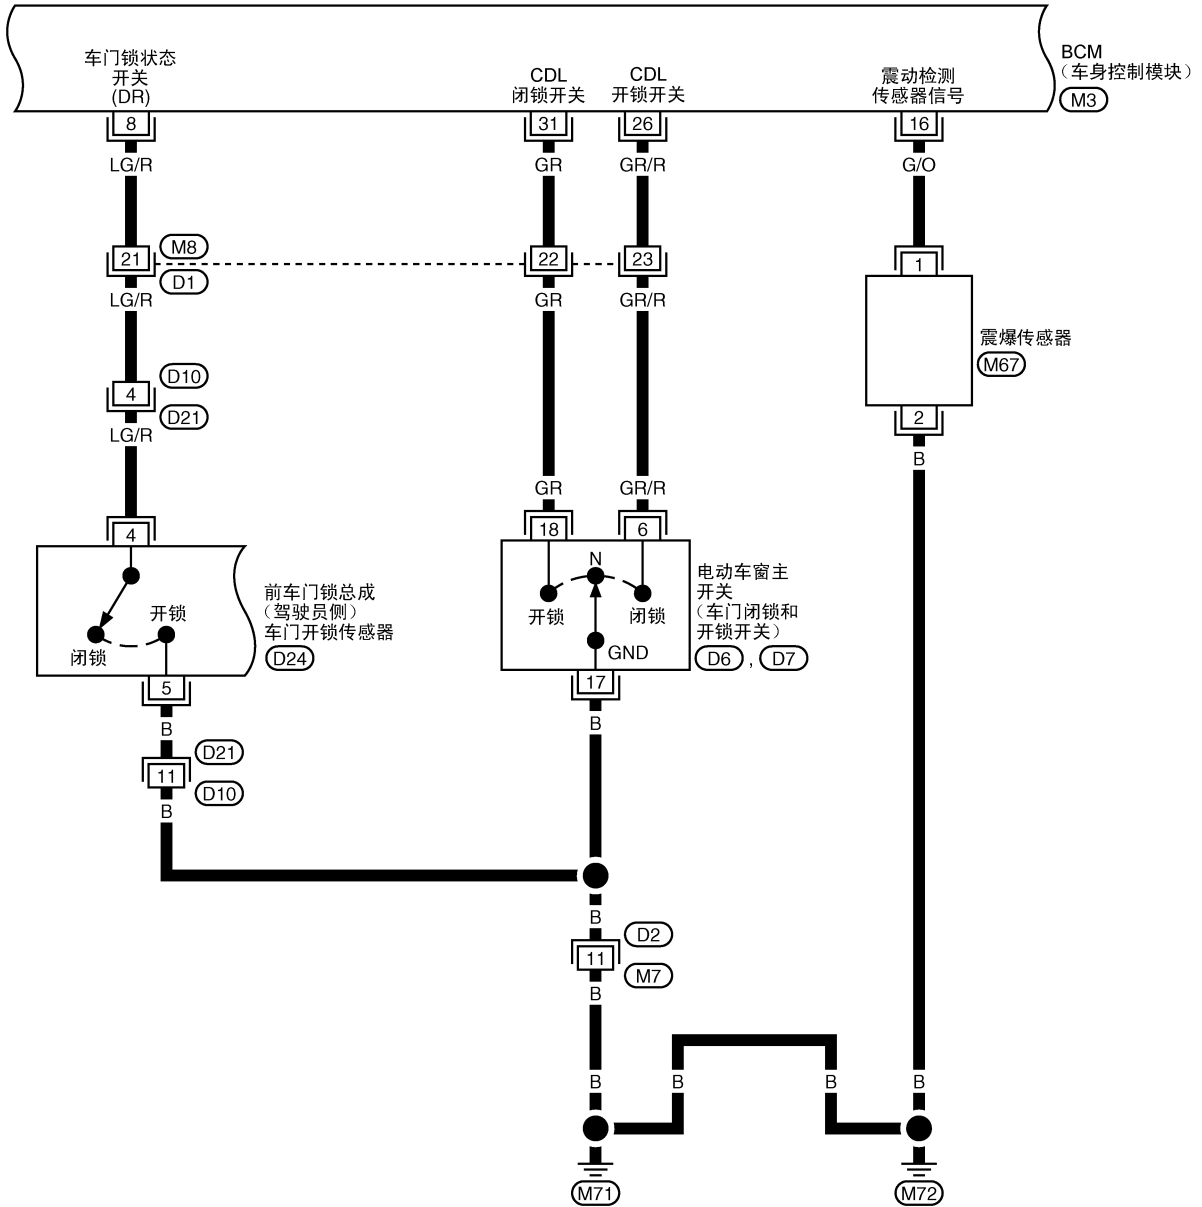 车门锁状态
开关
(DR)
CDL
闭锁开关
CDL
开锁开关
震动检测
传感器信号
BCM
（车身控制模块）
M3
8
31
26
16
LG/R
GR
GR/R
G/O
21
M8
D1
22
23
1
LG/R
GR
GR/R
震爆传感器
M67
4
D10
D21
2
LG/R
B
GR
GR/R
4
18
6
N
开锁
闭锁
GND
电动车窗主
开关
（车门闭锁和
开锁开关）
D6 , D7
开锁
闭锁
前车门锁总成
（驾驶员侧）
车门开锁传感器
D24
5
17
B
B
11
D21
D10
B
B
11
D2
M7
B
B
B
B
B
M71
M72